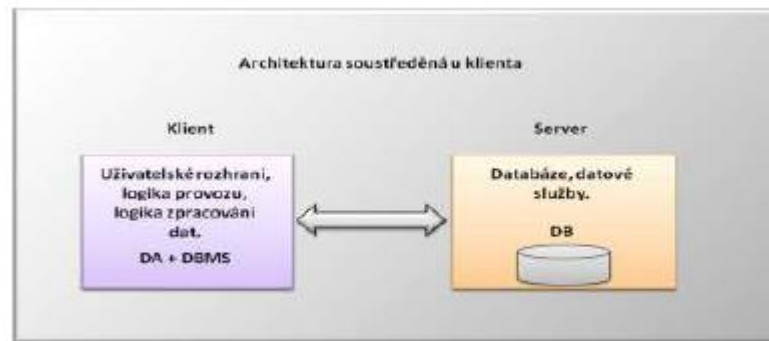 Architektura soustředěná u klienta
Klient
Server
Uživatelské rozhraní,
logika provozu,
logika zpracování
dat.
DA + DBMS
Databáze, datové
služby.
DB